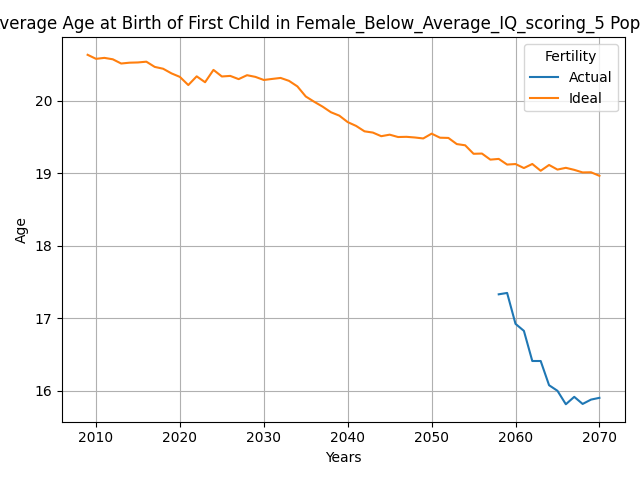 verage Age at Birth of First Child in Female_Below_Average_IQ_scoring_5 Pop
Fertility
Actual
Ideal
20
19
18
17
16
Age
2010 2020 2030 2040 2050 2060 2070
Years